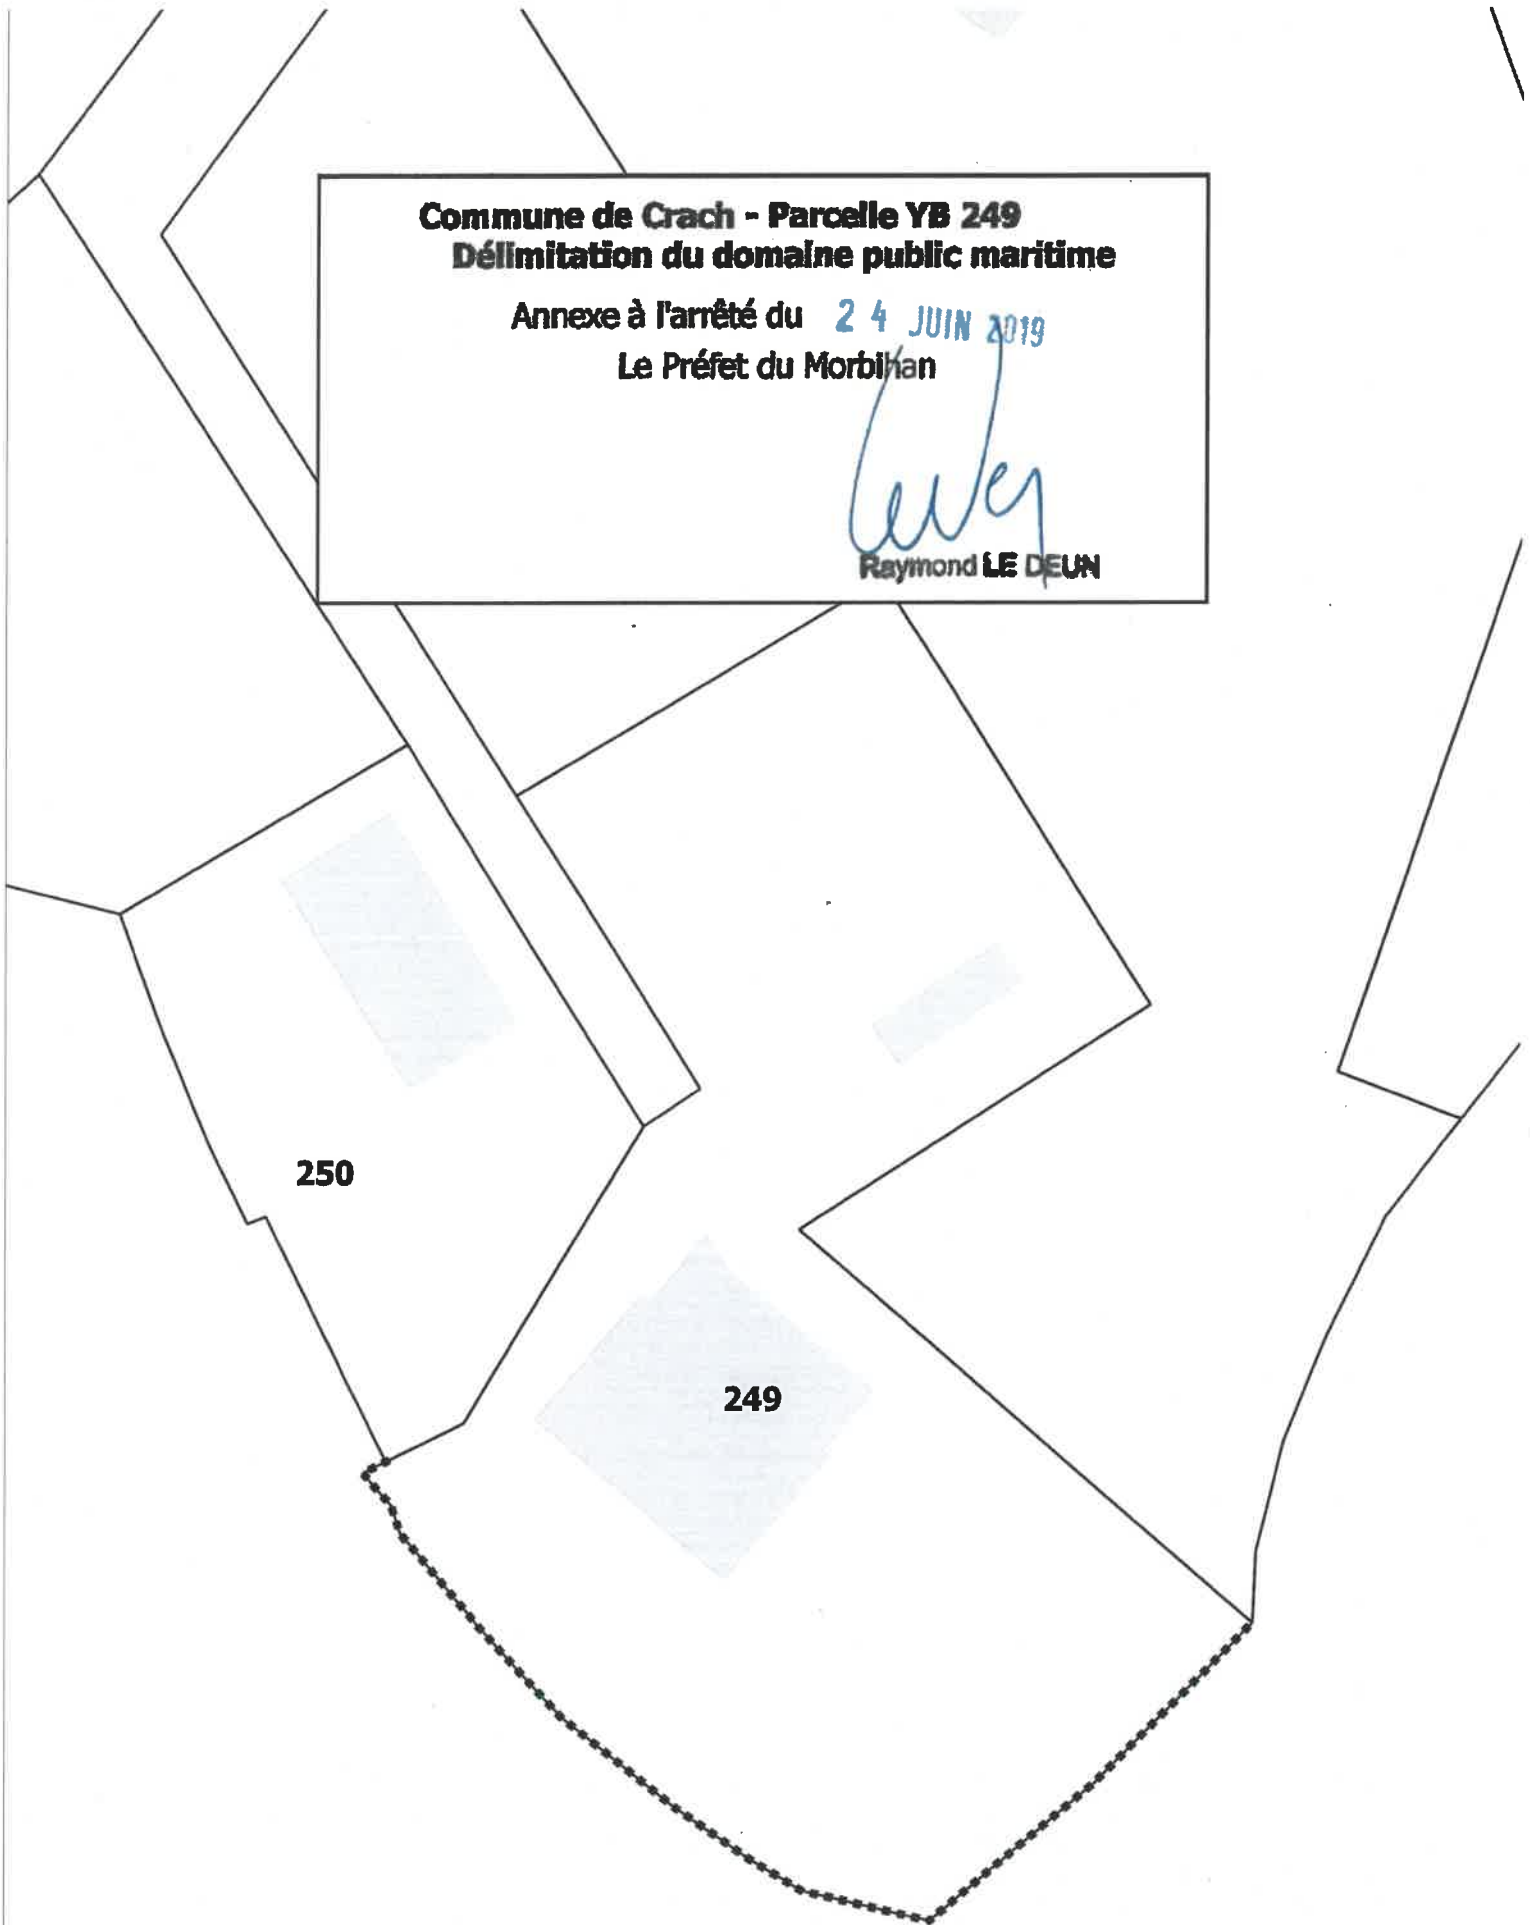 Commune de Crach - Parcelle YB 249
Délimitation du domaine public maritime
Annexe à l'arrêté du 24 JUIN 2019
Le Préfet du Morbihan
Raymond LE DEUN
250
249